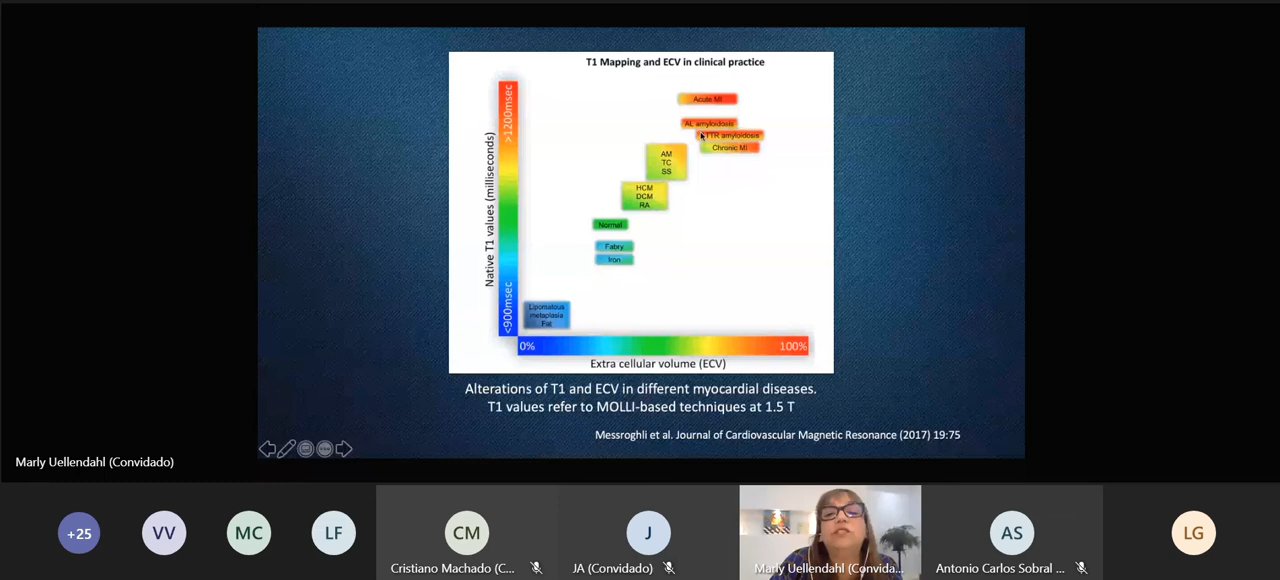 T1 Mapping and ECV in clinical practice
>1200msec
Native T1 values (milliseconds)
<900msec
Acute MI
AL amyloidosis
TTR amyloidosis
Chronic MI
AM
TC
SS
HCM
DCM
RA
Normal
Fabry
Iron
Lipomatous
metaplasia
Fat
0%
100%
Extra cellular volume (ECV)
Alterations of T1 and ECV in different myocardial diseases.
T1 values refer to MOLLI-based techniques at 1.5 T
Messroghli et al. Journal of Cardiovascular Magnetic Resonance (2017) 19:75
Marly Uellendahl (Convidado)
+25
VV
MC
LF
CM
Cristiano Machado (C...
J
JA (Convidado)
Marly Uellendahl (Convida...
AS
Antonio Carlos Sobral ...
LG